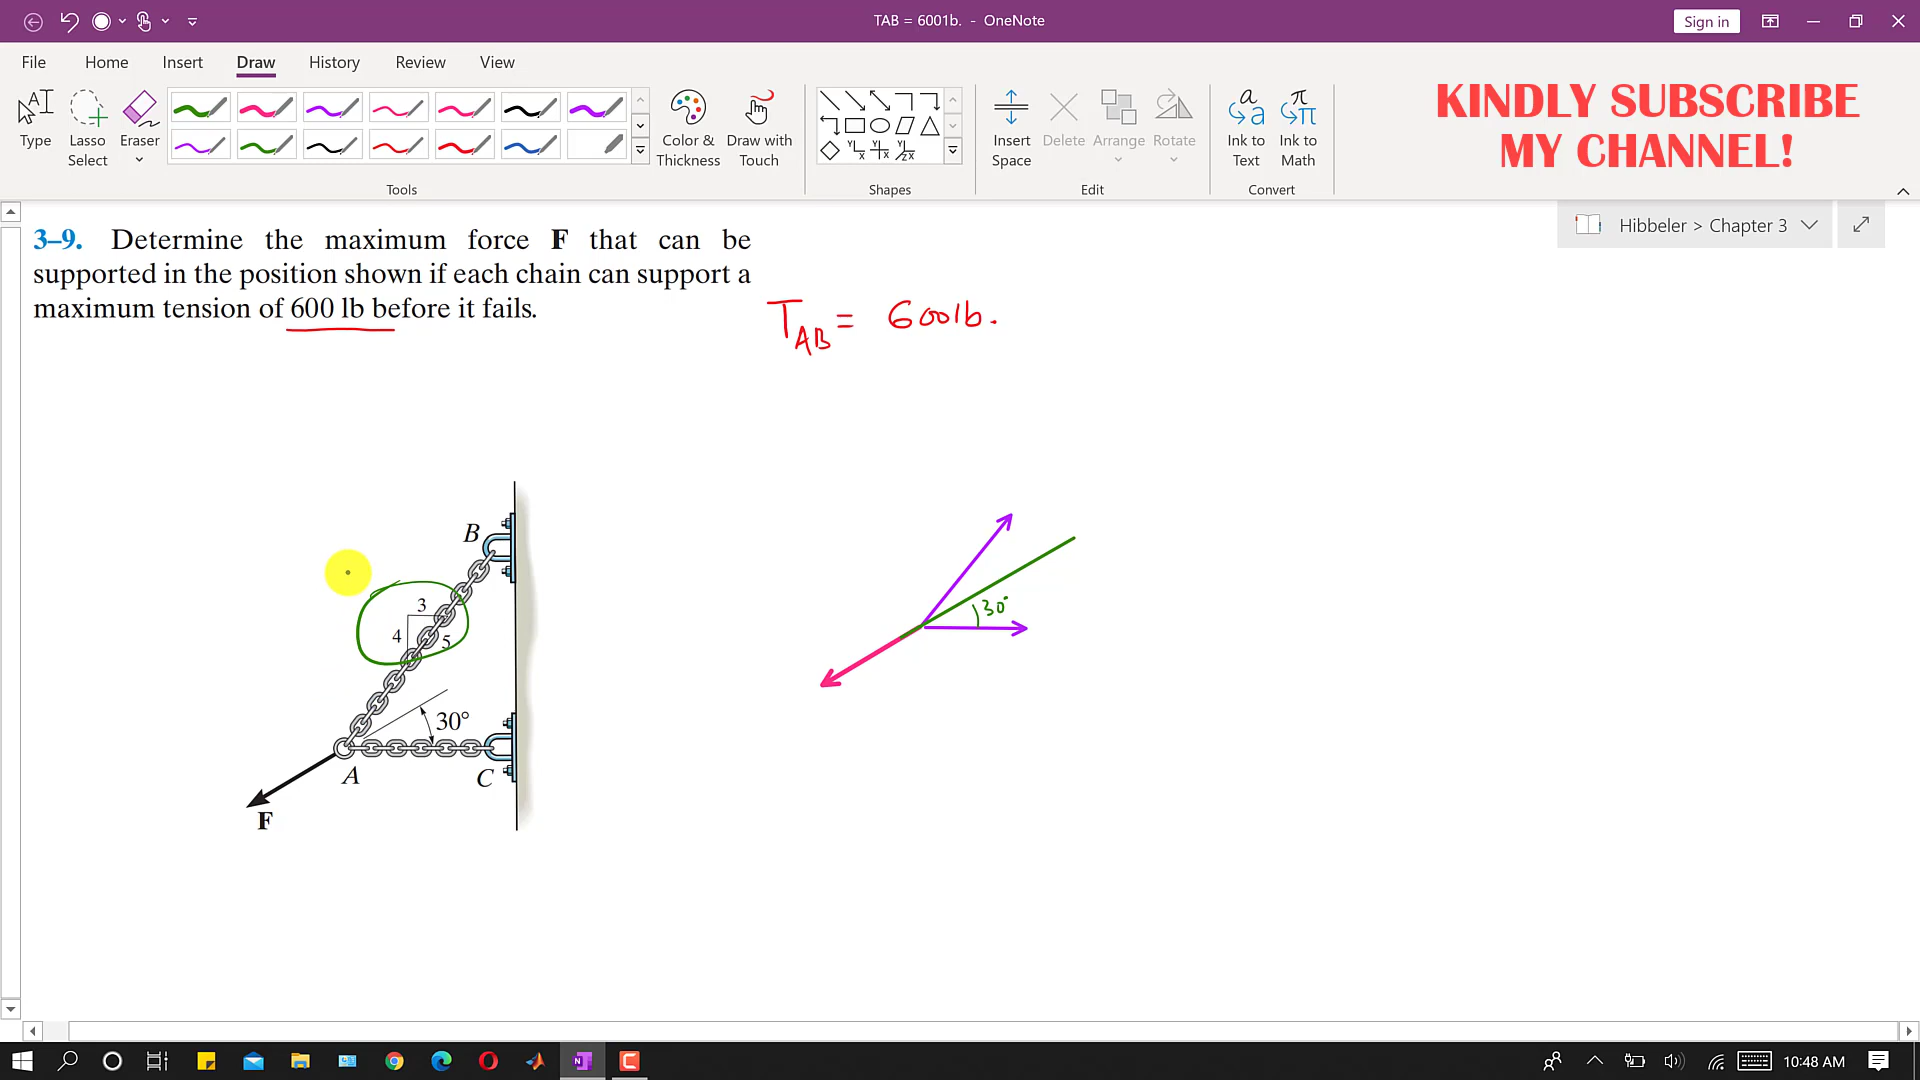 TAB = 6001b. - OneNote
Sign in
File Home Insert Draw History Review View
KINDLY SUBSCRIBE
MY CHANNEL!
Type Lasso Select Eraser
Color & Thickness
Draw with Touch
Insert Space
Delete
Arrange
Rotate
Ink to Text
Ink to Math
Tools
Shapes
Edit
Convert
Hibbeler > Chapter 3
3–9. Determine the maximum force F that can be
supported in the position shown if each chain can support a
maximum tension of 600 lb before it fails.
T_AB = 600lb.
B
3
4
5
30°
A
C
F
30°
10:48 AM